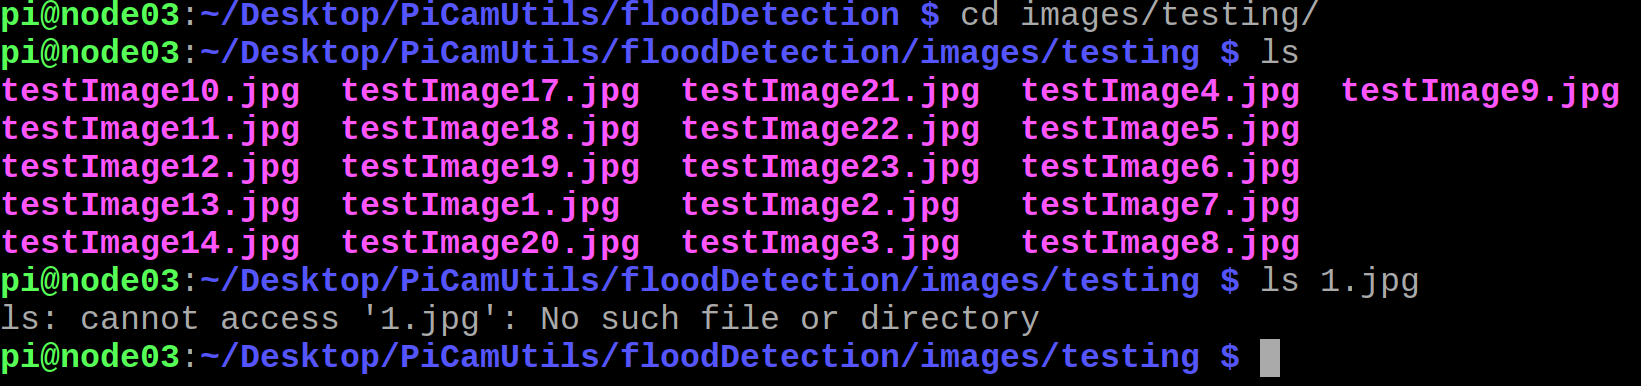 pi@node03:~/Desktop/PiCamUtils/floodDetection $ cd images/testing/
pi@node03:~/Desktop/PiCamUtils/floodDetection/images/testing $ ls
testImage10.jpg  testImage17.jpg  testImage21.jpg  testImage4.jpg  testImage9.jpg
testImage11.jpg  testImage18.jpg  testImage22.jpg  testImage5.jpg
testImage12.jpg  testImage19.jpg  testImage23.jpg  testImage6.jpg
testImage13.jpg  testImage1.jpg   testImage2.jpg   testImage7.jpg
testImage14.jpg  testImage20.jpg  testImage3.jpg   testImage8.jpg
pi@node03:~/Desktop/PiCamUtils/floodDetection/images/testing $ ls 1.jpg
ls: cannot access '1.jpg': No such file or directory
pi@node03:~/Desktop/PiCamUtils/floodDetection/images/testing $